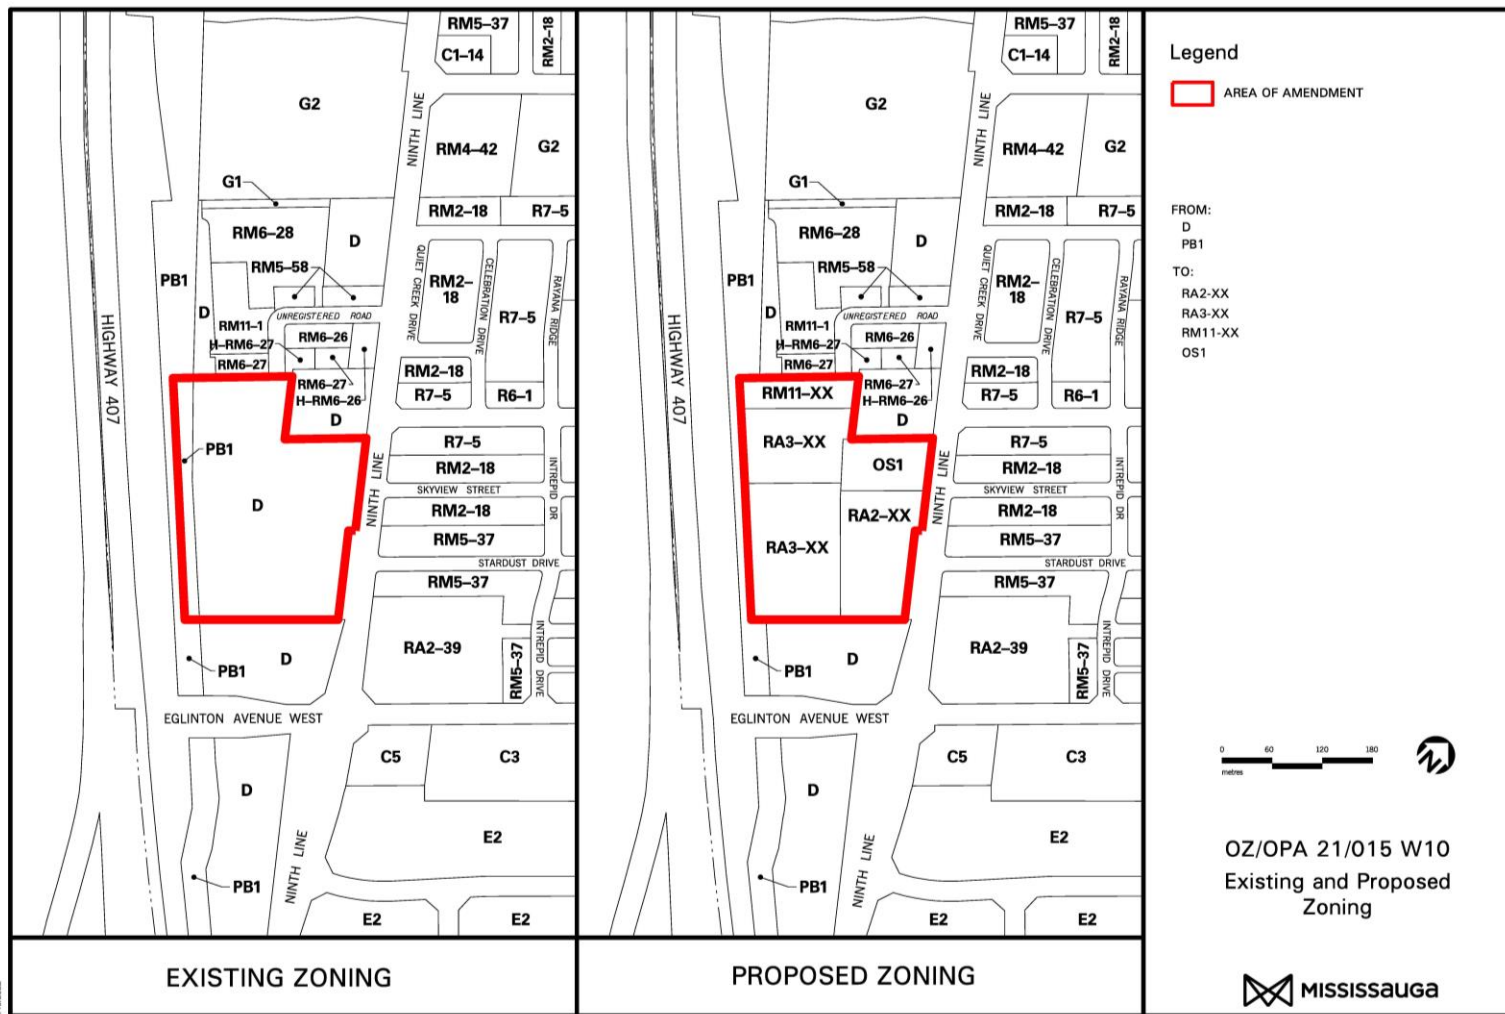 RM5–37
C1–14
RM2–18
G2
NINTH LINE
RM4–42
G2
G1
RM2–18
R7–5
RM6–28
D
PB1
RM5–58
QUIET CREEK DRIVE
RM2–
18
CELEBRATION DRIVE
R7–5
RAYANA RIDGE
D
UNREGISTERED ROAD
RM11–1
H–RM6–27
RM6–26
HIGHWAY 407
RM6–27
RM2–18
RM6–27
H–RM6–26
R7–5
R6–1
D
PB1
R7–5
RM2–18
SKYVIEW STREET
INTREPID DR
NINTH LINE
D
RM2–18
RM5–37
STARDUST DRIVE
RM5–37
RA2–39
RM5–37
INTREPID DRIVE
D
PB1
EGLINTON AVENUE WEST
C5
C3
D
E2
NINTH LINE
PB1
E2
E2
EXISTING ZONING
RM5–37
C1–14
RM2–18
G2
NINTH LINE
RM4–42
G2
G1
RM2–18
R7–5
RM6–28
D
PB1
RM5–58
QUIET CREEK DRIVE
RM2–
18
CELEBRATION DRIVE
R7–5
RAYANA RIDGE
D
UNREGISTERED ROAD
RM11–1
H–RM6–27
RM6–26
HIGHWAY 407
RM6–27
RM2–18
RM6–27
H–RM6–26
R7–5
R6–1
RM11–XX
D
RA3–XX
OS1
R7–5
RM2–18
SKYVIEW STREET
INTREPID DR
NINTH LINE
RA2–XX
RM2–18
RA3–XX
RM5–37
STARDUST DRIVE
RM5–37
RA2–39
RM5–37
INTREPID DRIVE
D
PB1
EGLINTON AVENUE WEST
C5
C3
D
E2
NINTH LINE
PB1
E2
E2
PROPOSED ZONING
Legend
AREA OF AMENDMENT
FROM:
D
PB1
TO:
RA2-XX
RA3-XX
RM11-XX
OS1
0 60 120 180
metres
OZ/OPA 21/015 W10
Existing and Proposed
Zoning
MISSISSAUGA